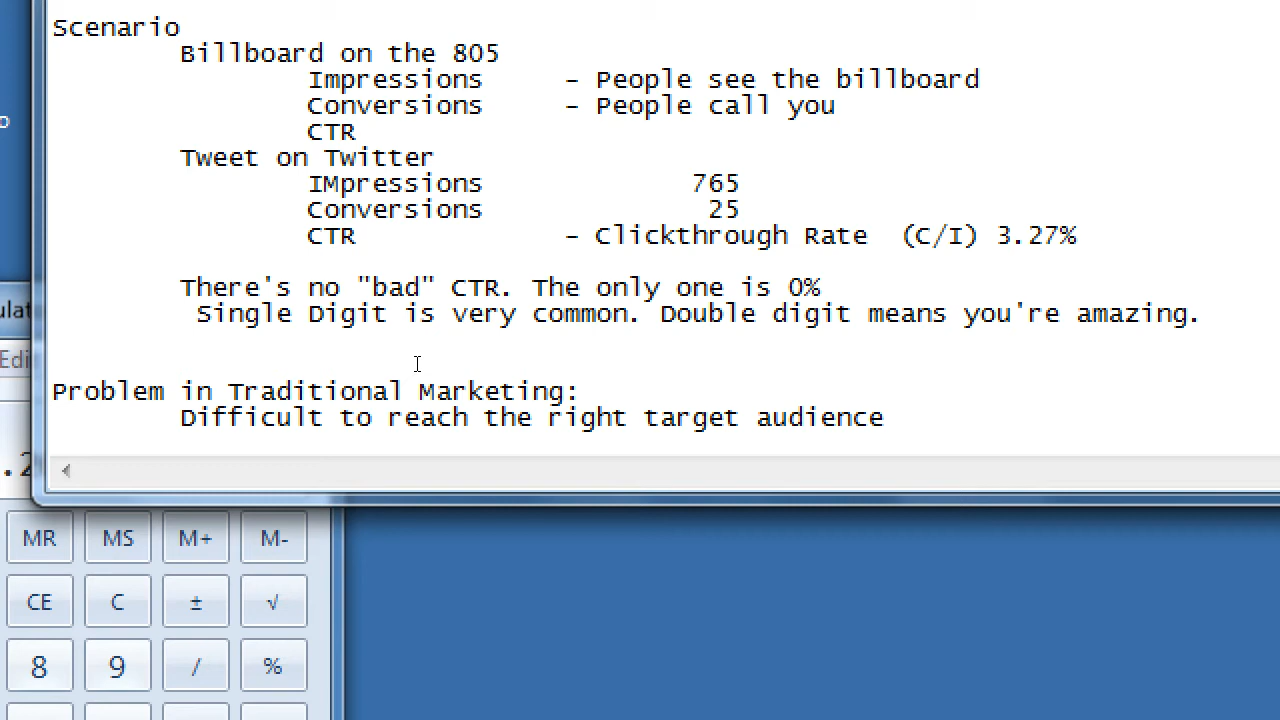 Scenario
Billboard on the 805
Impressions - People see the billboard
Conversions - People call you
CTR
Tweet on Twitter
IMpressions 765
Conversions 25
CTR - Clickthrough Rate (C/I) 3.27%
There's no "bad" CTR. The only one is 0%
Single Digit is very common. Double digit means you're amazing.
Problem in Traditional Marketing:
Difficult to reach the right target audience
MR MS M+ M-
CE C ± √
8 9 / %